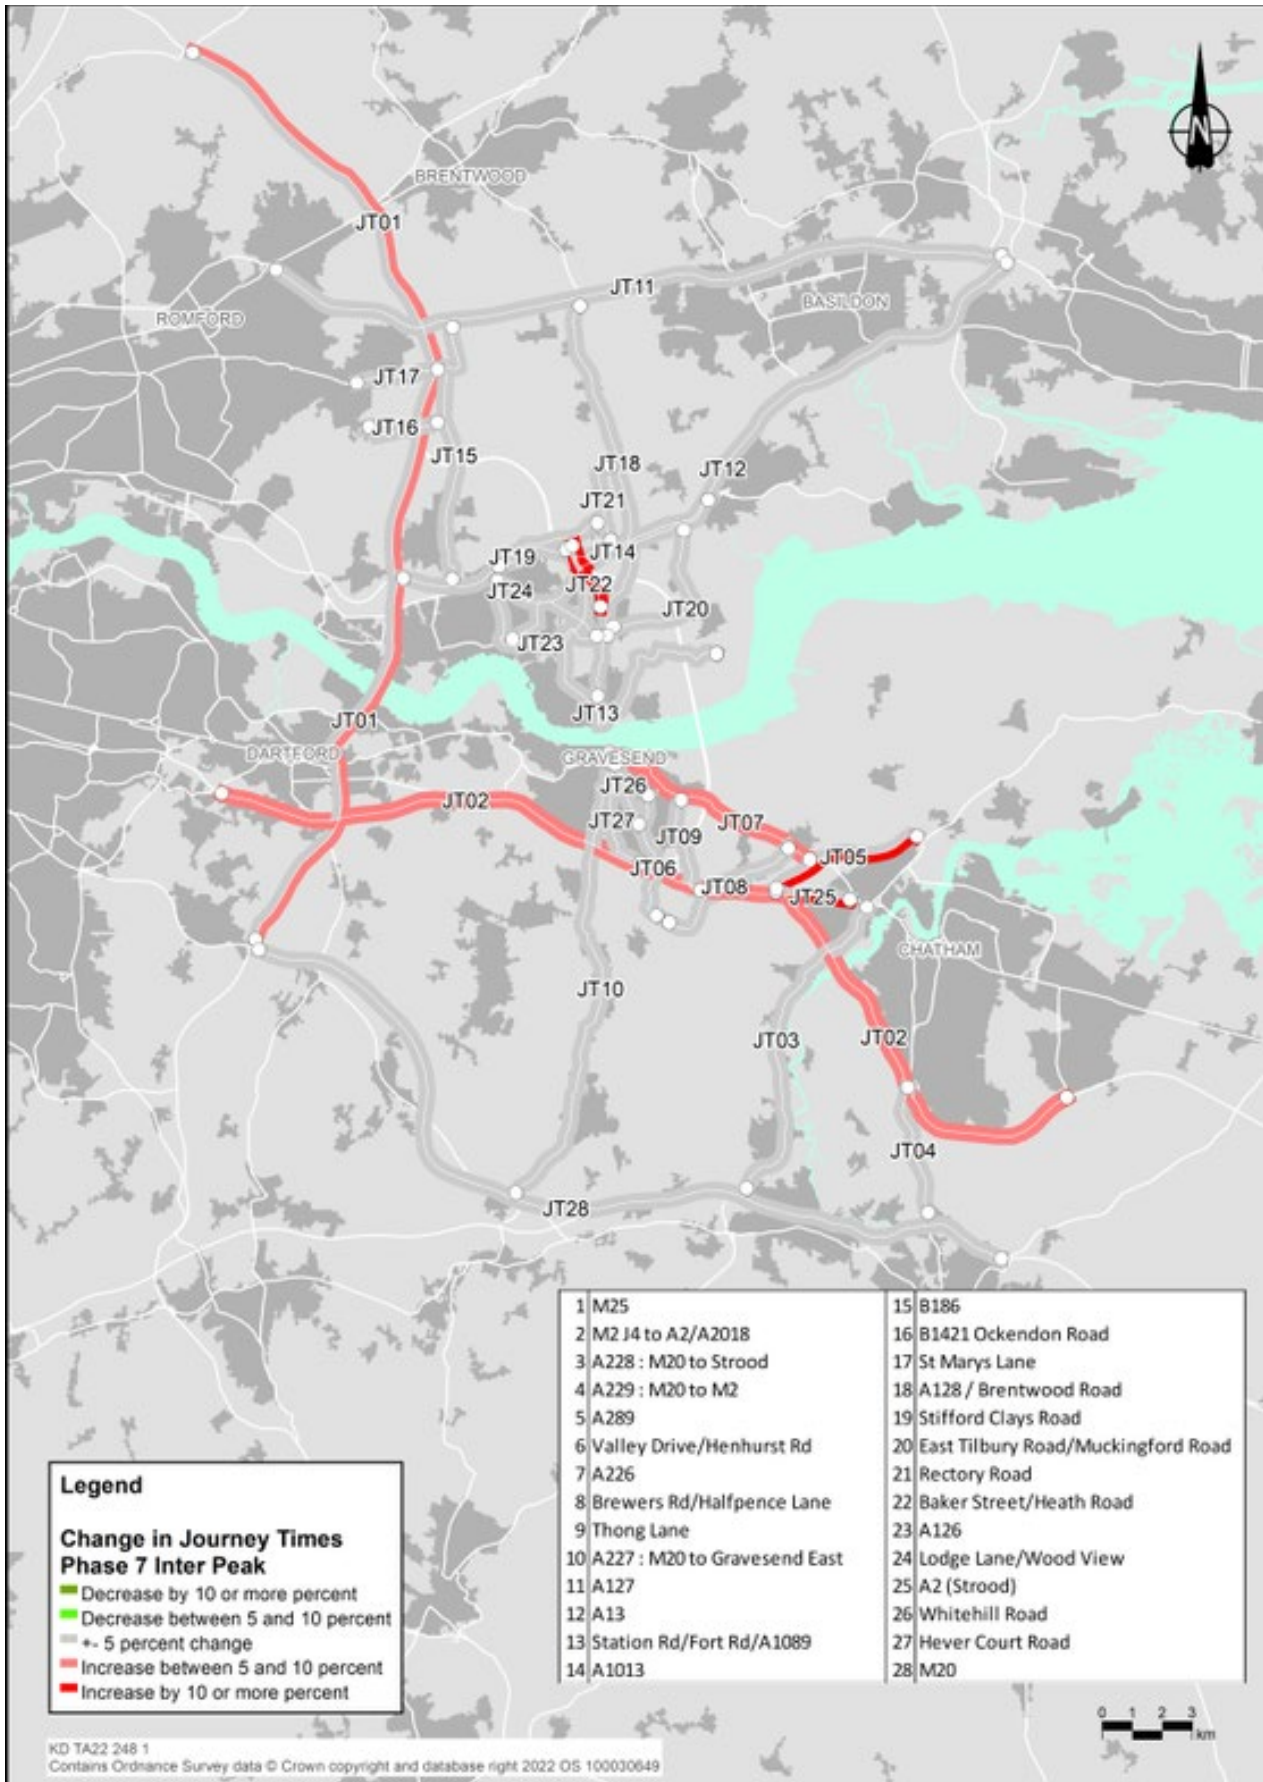 N
BRENTWOOD
JT01
JT11
ROMFORD
BASILDON
JT17
JT16
JT15
JT18
JT12
JT21
JT19
JT14
JT24
JT22
JT20
JT23
JT13
JT01
DARTFORD
GRAVESEND
JT26
JT02
JT27
JT09
JT07
JT06
JT05
JT08
JT25
CHATHAM
JT10
JT03
JT02
JT04
JT28
1 M25
2 M2 J4 to A2/A2018
3 A228 : M20 to Strood
4 A229 : M20 to M2
5 A289
6 Valley Drive/Henhurst Rd
7 A226
8 Brewers Rd/Halfpence Lane
9 Thong Lane
10 A227 : M20 to Gravesend East
11 A127
12 A13
13 Station Rd/Fort Rd/A1089
14 A1013
15 B186
16 B1421 Ockendon Road
17 St Marys Lane
18 A128 / Brentwood Road
19 Stifford Clays Road
20 East Tilbury Road/Muckingford Road
21 Rectory Road
22 Baker Street/Heath Road
23 A126
24 Lodge Lane/Wood View
25 A2 (Strood)
26 Whitehill Road
27 Hever Court Road
28 M20
Legend
Change in Journey Times
Phase 7 Inter Peak
Decrease by 10 or more percent
Decrease between 5 and 10 percent
+- 5 percent change
Increase between 5 and 10 percent
Increase by 10 or more percent
0 1 2 3
km
KD TA22 248 1
Contains Ordnance Survey data © Crown copyright and database right 2022 OS 100030649